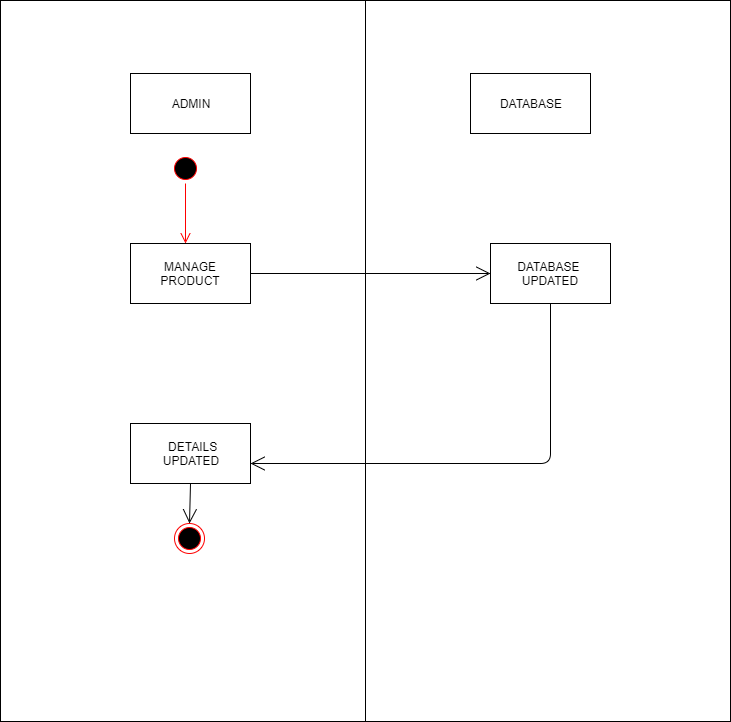 ADMIN
DATABASE
MANAGE
PRODUCT
DATABASE
UPDATED
DETAILS
UPDATED